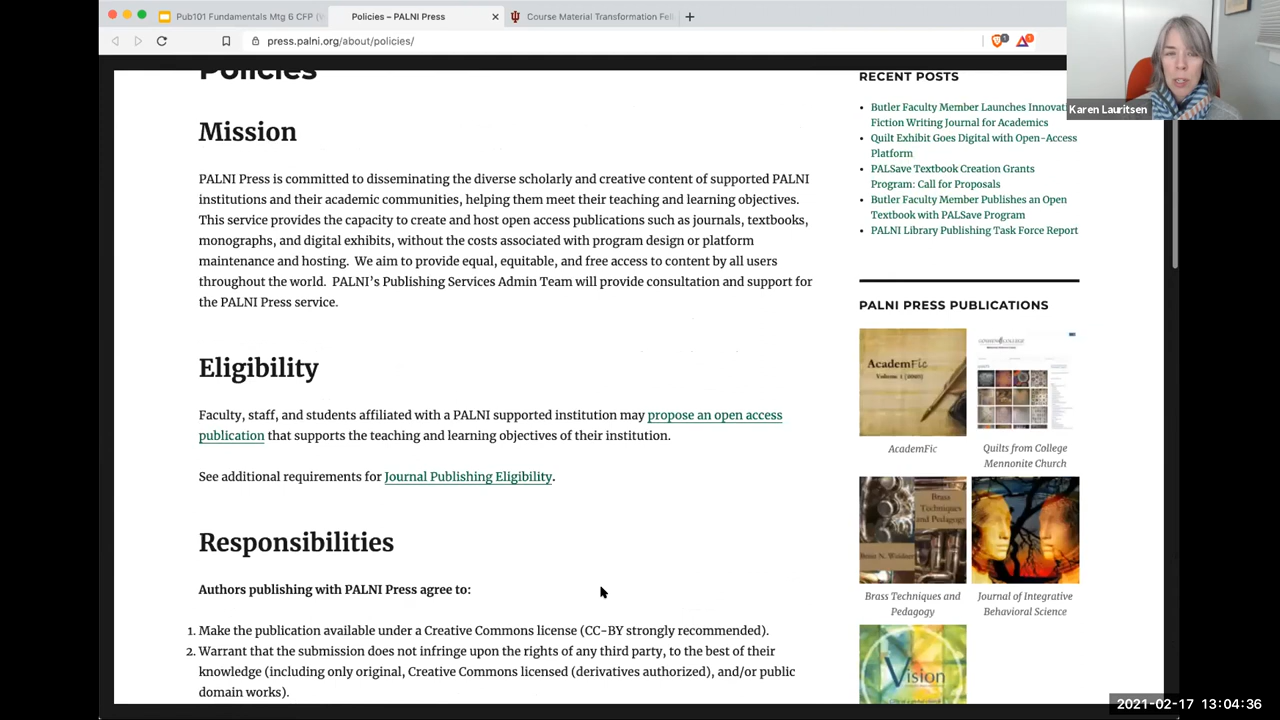 Pub101 Fundamentals Mtg 6 CFP
Policies – PALNI Press
Course Material Transformation Fel
press.palni.org/about/policies/
Karen Lauritsen
Policies
Mission
PALNI Press is committed to disseminating the diverse scholarly and creative content of supported PALNI
institutions and their academic communities, helping them meet their teaching and learning objectives.
This service provides the capacity to create and host open access publications such as journals, textbooks,
monographs, and digital exhibits, without the costs associated with program design or platform
maintenance and hosting. We aim to provide equal, equitable, and free access to content by all users
throughout the world. PALNI's Publishing Services Admin Team will provide consultation and support for
the PALNI Press service.
Eligibility
Faculty, staff, and students affiliated with a PALNI supported institution may propose an open access
publication that supports the teaching and learning objectives of their institution.
See additional requirements for Journal Publishing Eligibility.
Responsibilities
Authors publishing with PALNI Press agree to:
1. Make the publication available under a Creative Commons license (CC-BY strongly recommended).
2. Warrant that the submission does not infringe upon the rights of any third party, to the best of their
knowledge (including only original, Creative Commons licensed (derivatives authorized), and/or public
domain works).
RECENT POSTS
Butler Faculty Member Launches Innovati
Fiction Writing Journal for Academics
Quilt Exhibit Goes Digital with Open-Access
Platform
PALSave Textbook Creation Grants
Program: Call for Proposals
Butler Faculty Member Publishes an Open
Textbook with PALSave Program
PALNI Library Publishing Task Force Report
PALNI PRESS PUBLICATIONS
AcademFic
Volume 1 (2020)
AcademFic
Quilts from College
Mennonite Church
Brass
Techniques
and Pedagogy
Brian N. Weidner
Brass Techniques and
Pedagogy
Journal of Integrative
Behavioral Science
Vision
2021-02-17 13:04:36